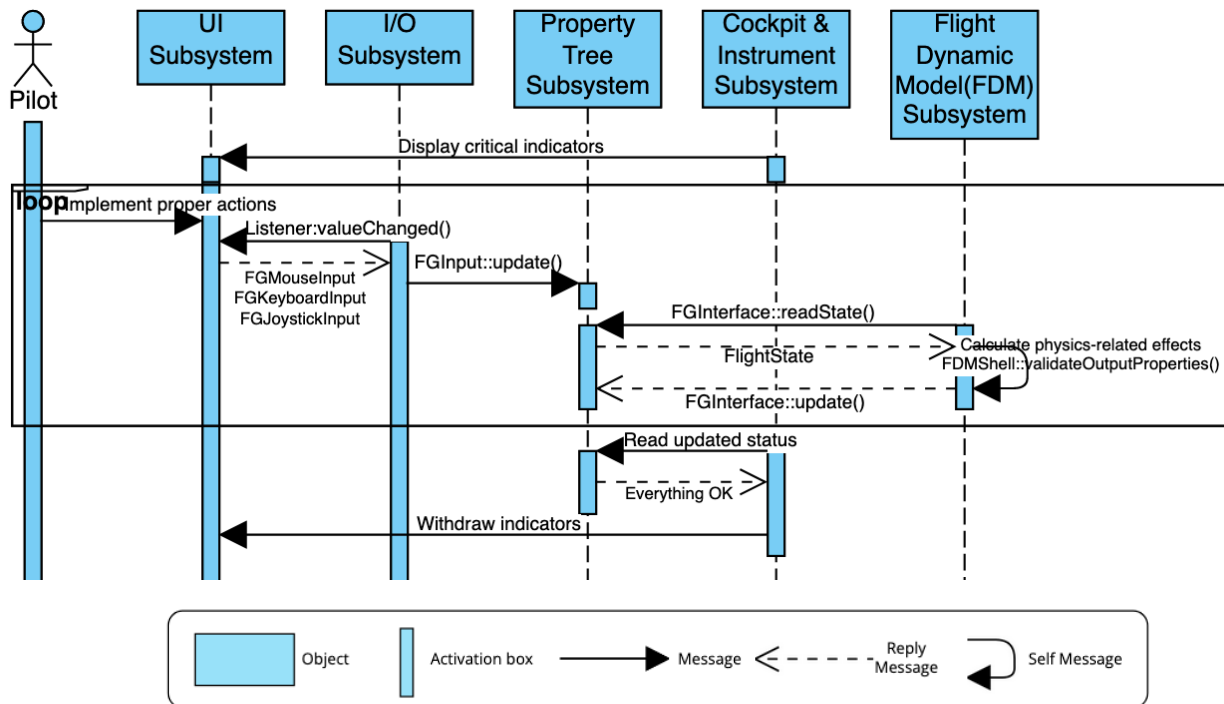 Pilot
UI
Subsystem
I/O
Subsystem
Property
Tree
Subsystem
Cockpit &
Instrument
Subsystem
Flight
Dynamic
Model(FDM)
Subsystem
Display critical indicators
loop
Implement proper actions
Listener:valueChanged()
FGMouseInput
FGKeyboardInput
FGJoystickInput
FGInput::update()
FGInterface::readState()
FlightState
Calculate physics-related effects
FDMShell::validateOutputProperties()
FGInterface::update()
Read updated status
Everything OK
Withdraw indicators
Object
Activation box
Message
Reply
Message
Self Message